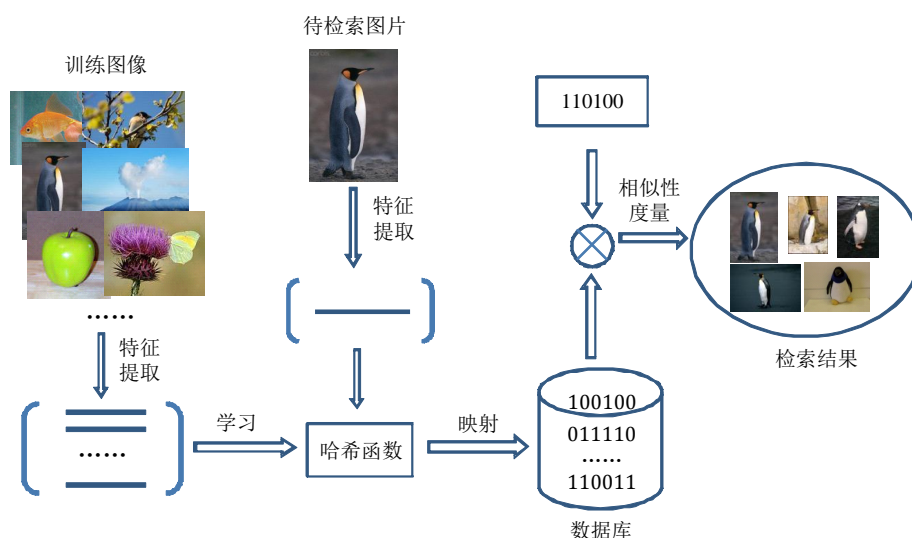 待检索图片
训练图像
110100
相似性
度量
特征
提取
……
特征
提取
检索结果
学习
哈希函数
映射
100100
011110
……
110011
……
数据库